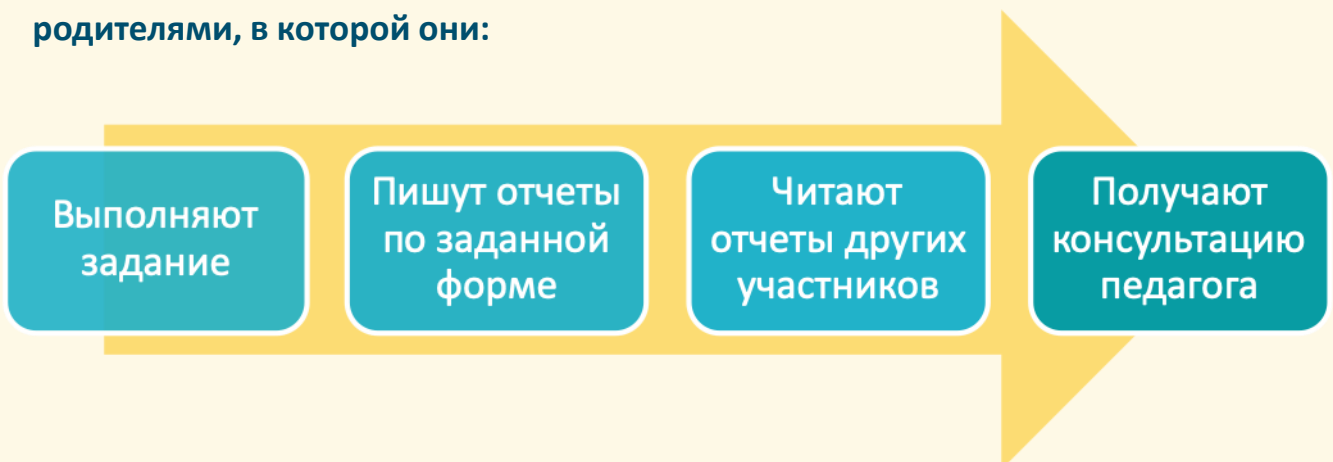 родителями, в которой они:
Выполняют
задание
Пишут отчеты
по заданной
форме
Читают
отчеты других
участников
Получают
консультацию
педагога